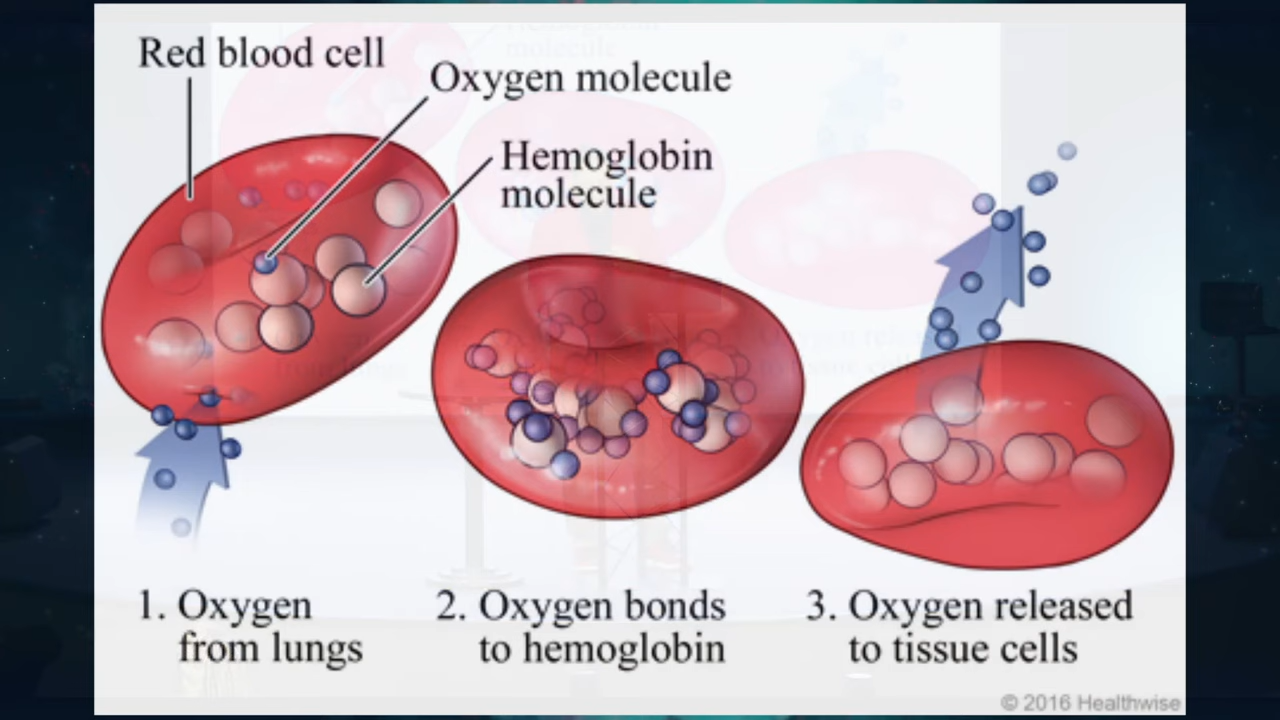 Red blood cell
Oxygen molecule
Hemoglobin
molecule
1. Oxygen
from lungs
2. Oxygen bonds
to hemoglobin
3. Oxygen released
to tissue cells
© 2016 Healthwise